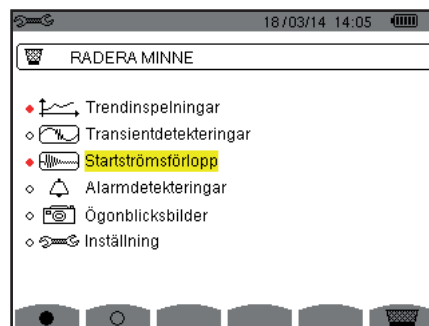 18/03/14 14:05
RADERA MINNE
Trendinspelningar
Transientdetekteringar
Startströmsförlopp
Alarmdetekteringar
Ögonblicksbilder
Inställning